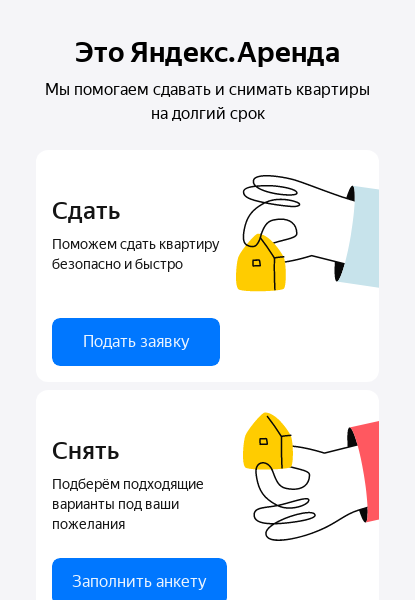 Это Яндекс.Аренда
Мы помогаем сдавать и снимать квартиры
на долгий срок
Сдать
Поможем сдать квартиру
безопасно и быстро
Подать заявку
Снять
Подберём подходящие
варианты под ваши
пожелания
Заполнить анкету